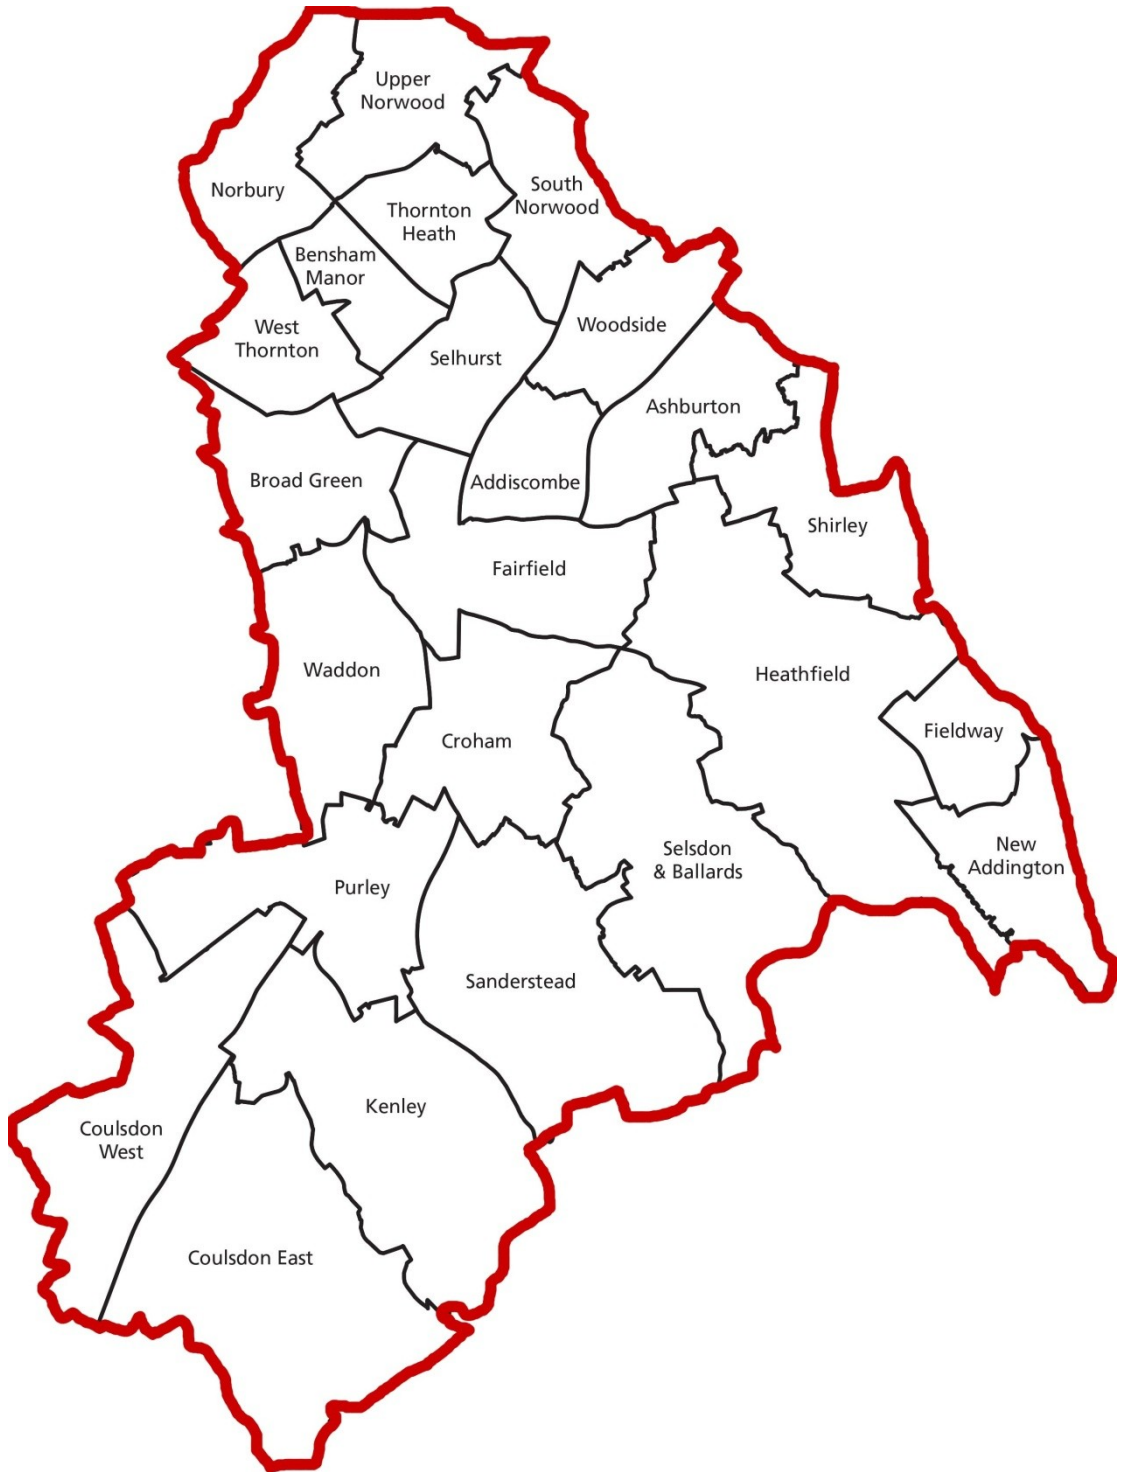 Upper
Norwood
Norbury
South
Norwood
Thornton
Heath
Bensham
Manor
West
Thornton
Woodside
Selhurst
Ashburton
Broad Green
Addiscombe
Shirley
Fairfield
Waddon
Heathfield
Croham
Fieldway
Selsdon
& Ballards
New
Addington
Purley
Sanderstead
Kenley
Coulsdon
West
Coulsdon East